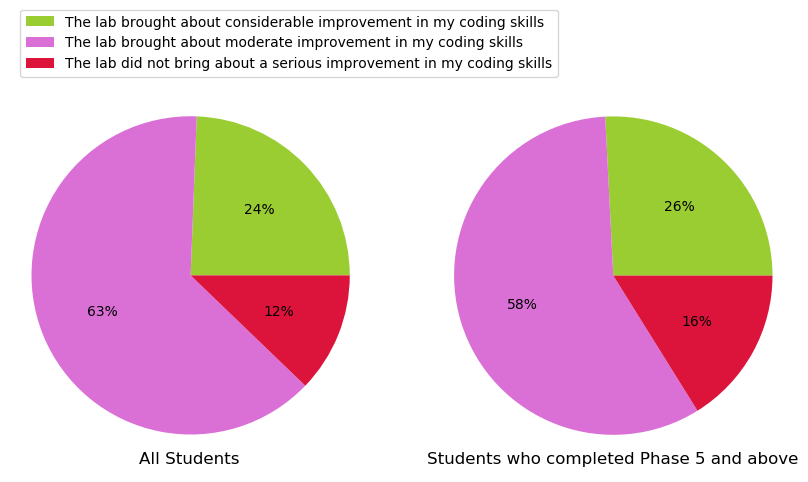 The lab brought about considerable improvement in my coding skills
The lab brought about moderate improvement in my coding skills
The lab did not bring about a serious improvement in my coding skills
24%
63%
12%
All Students
26%
58%
16%
Students who completed Phase 5 and above